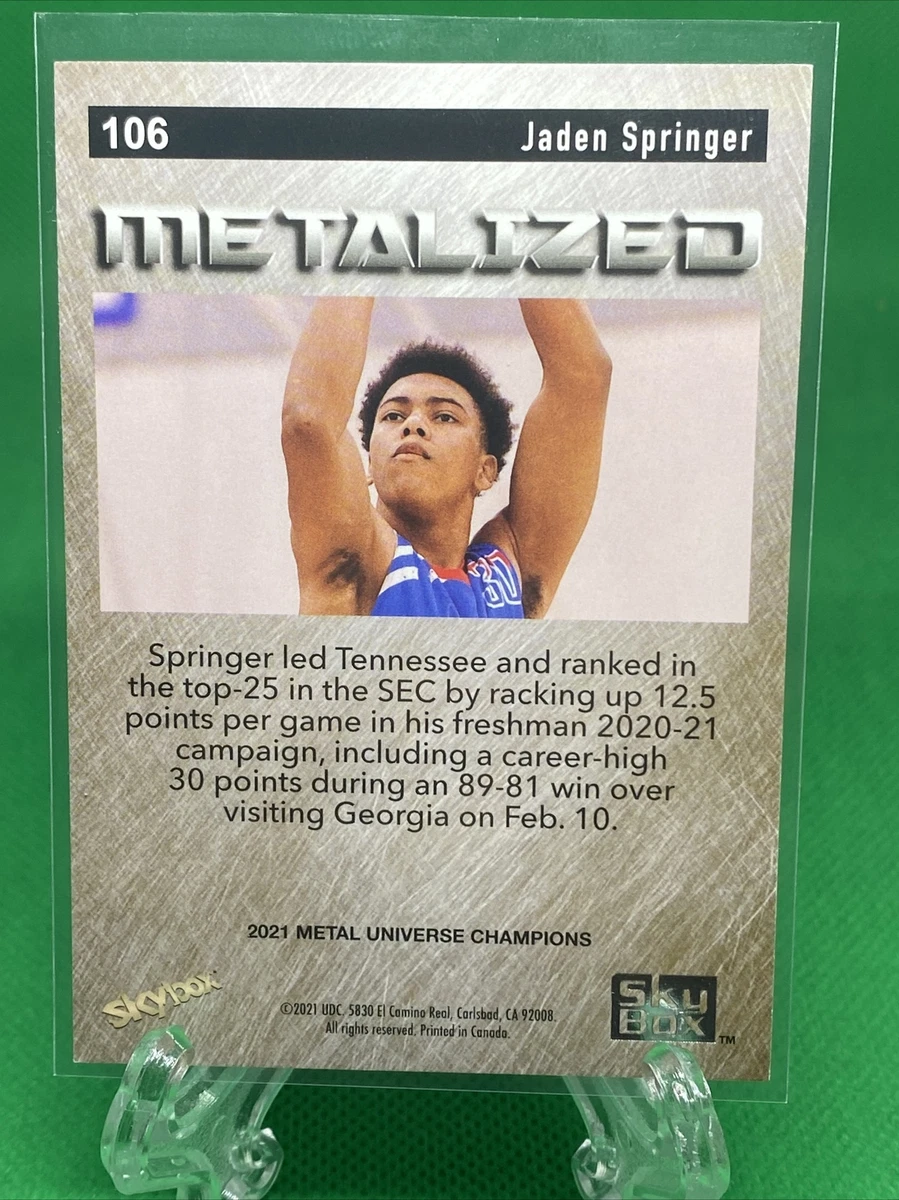 106 Jaden Springer
METALIZED
30
Springer led Tennessee and ranked in
the top-25 in the SEC by racking up 12.5
points per game in his freshman 2020-21
campaign, including a career-high
30 points during an 89-81 win over
visiting Georgia on Feb. 10.
2021 METAL UNIVERSE CHAMPIONS
skybox
©2021 UDC. 5830 El Camino Real, Carlsbad, CA 92008.
All rights reserved. Printed in Canada.
SKY
BOX TM